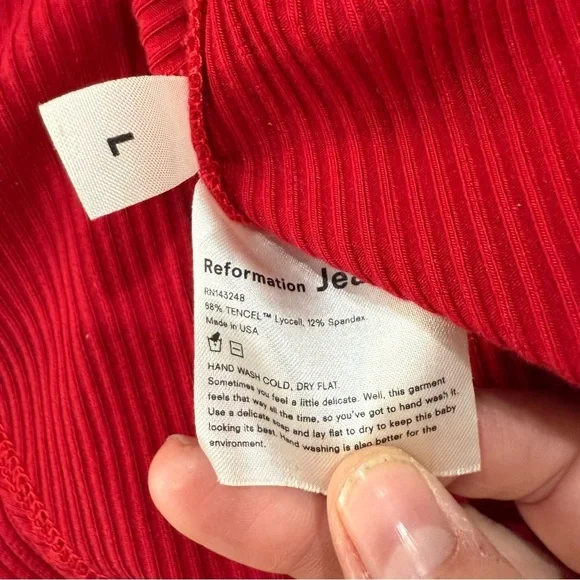 L
Reformation Jea
RN143248
88% TENCEL™ Lyocell, 12% Spandex
Made in USA
HAND WASH COLD, DRY FLAT.
Sometimes you feel a little delicate. Well, this garment
feels that way all the time, so you've got to hand wash it.
Use a delicate soap and lay flat to dry to keep this baby
looking its best. Hand washing is also better for the
environment.